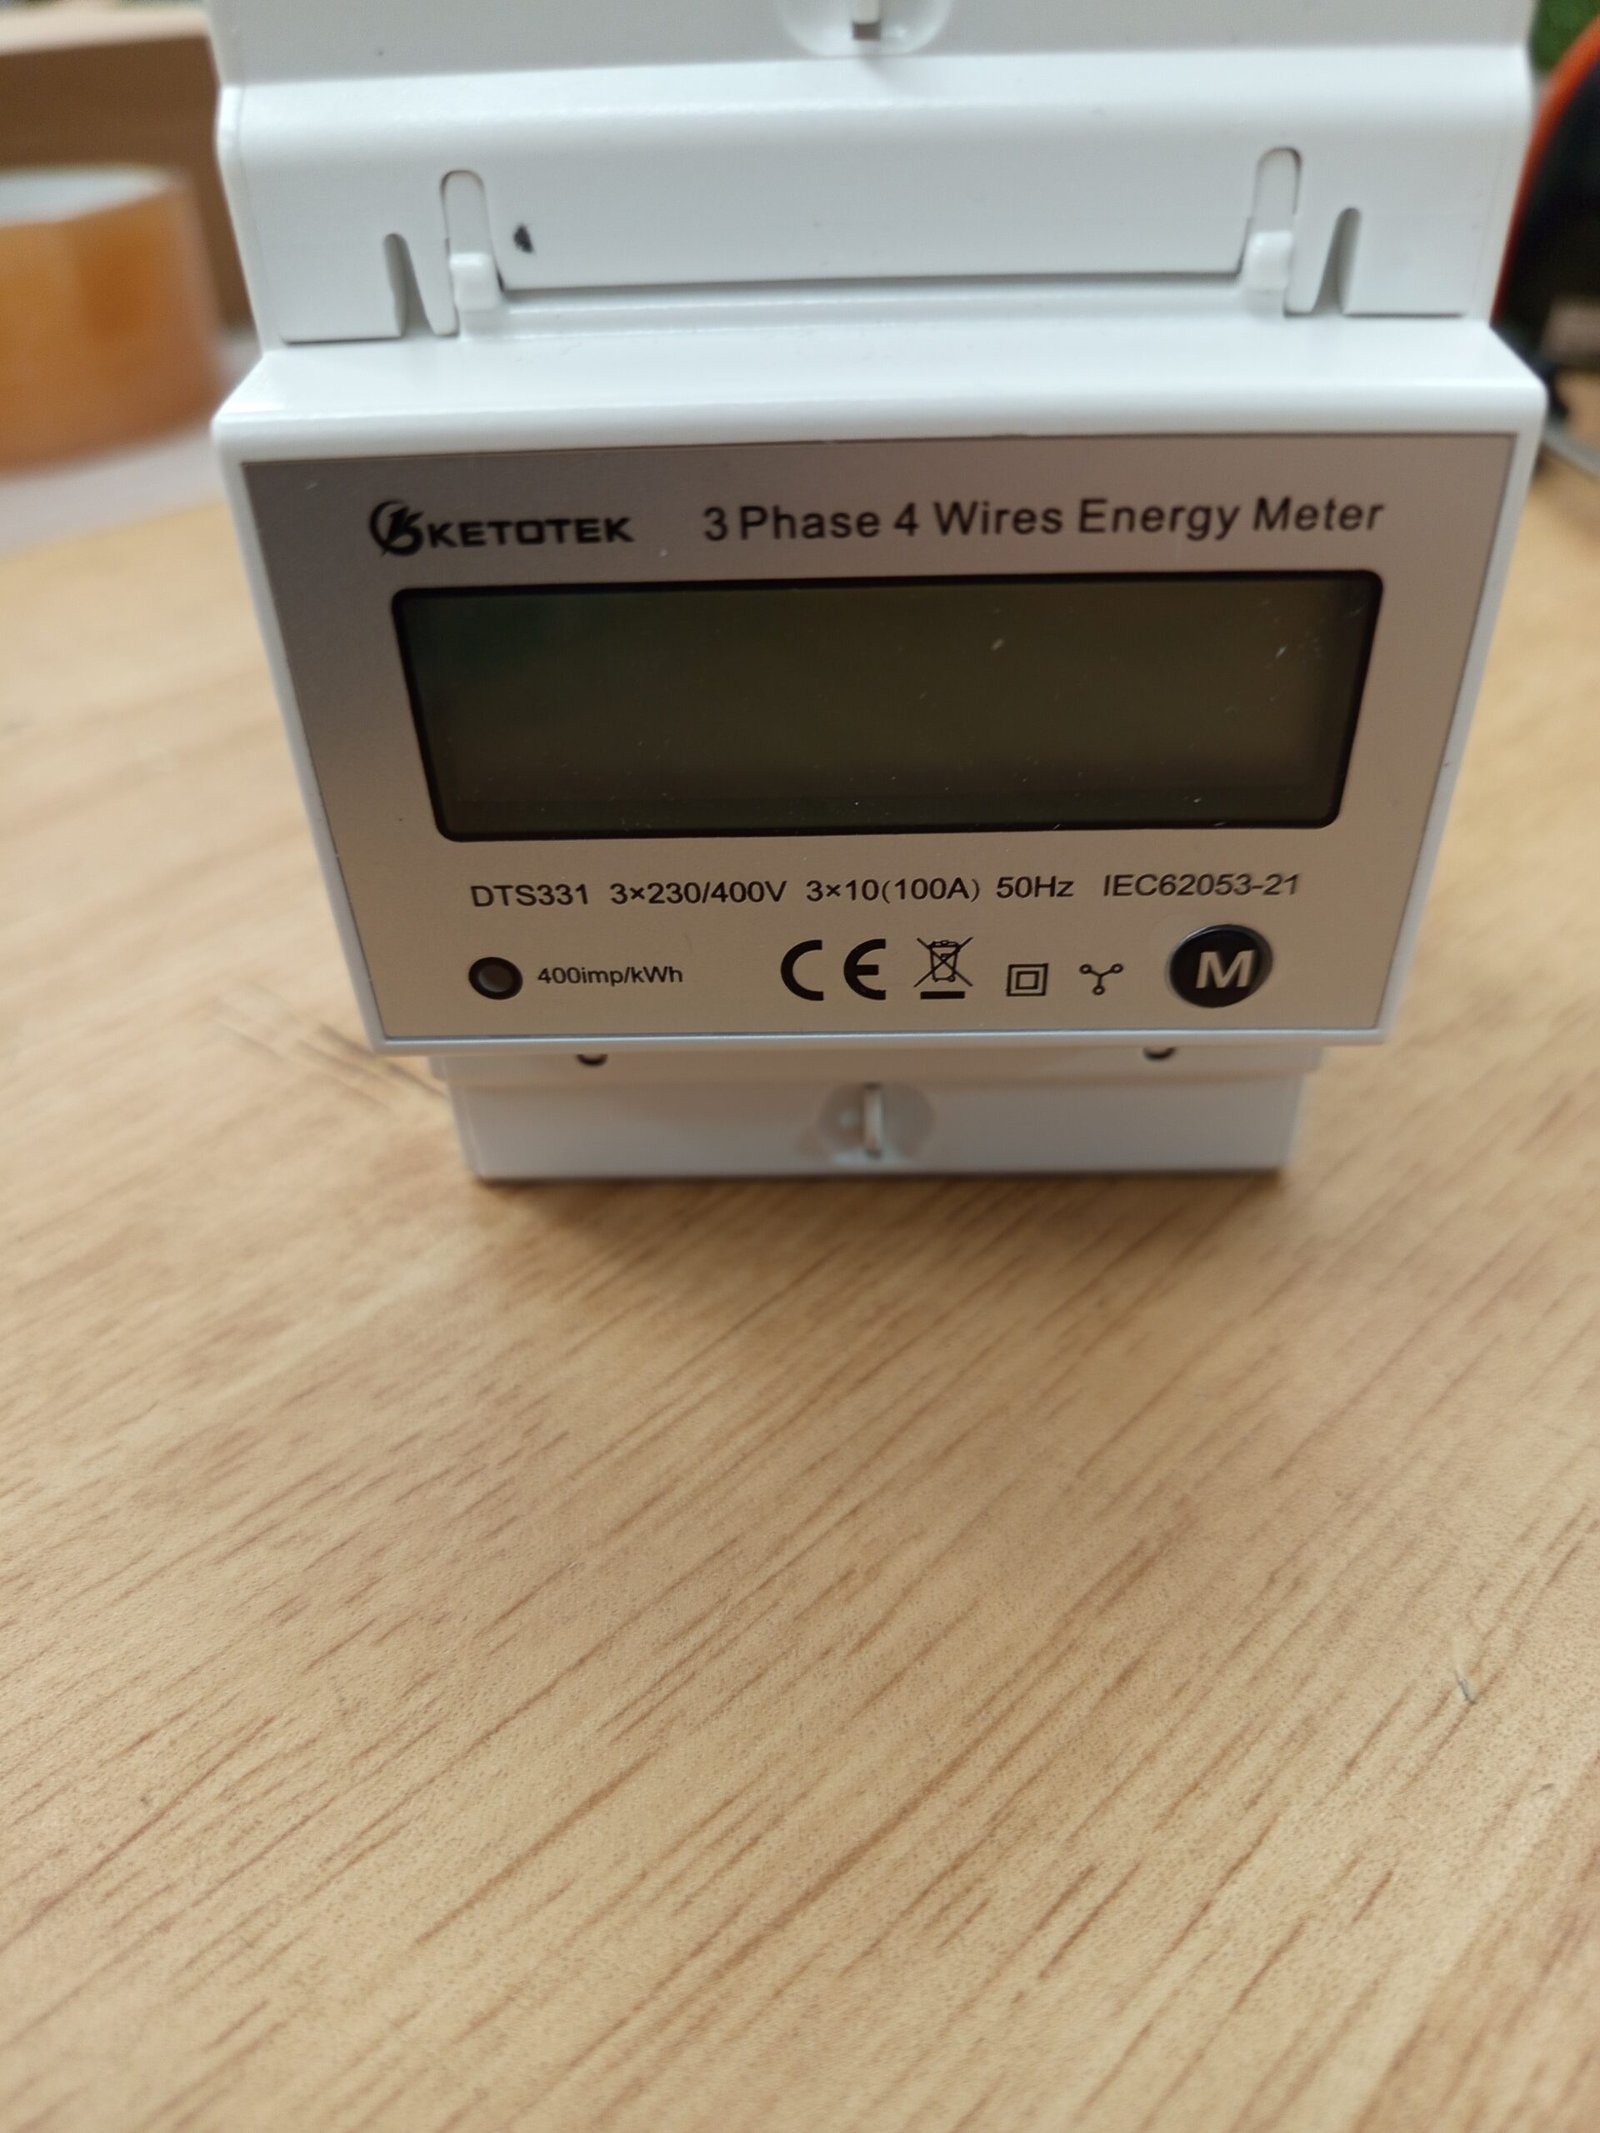 KETOTEK 3 Phase 4 Wires Energy Meter
DTS331 3×230/400V 3×10(100A) 50Hz IEC62053-21
400imp/kWh CE M